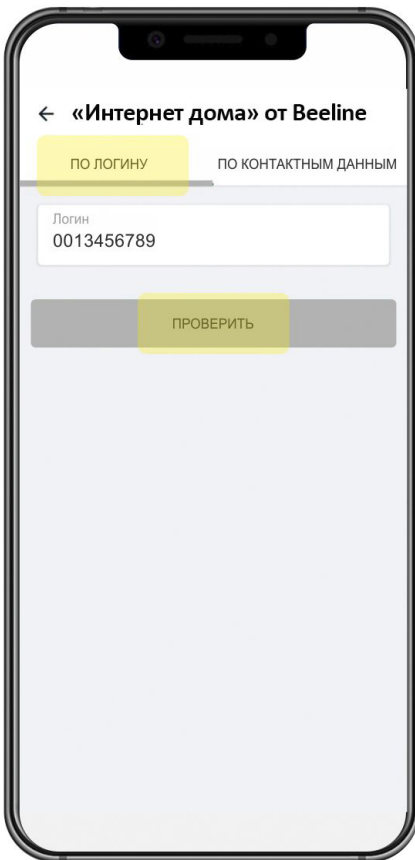 ← «Интернет дома» от Beeline
ПО ЛОГИНУ ПО КОНТАКТНЫМ ДАННЫМ
Логин
0013456789
ПРОВЕРИТЬ